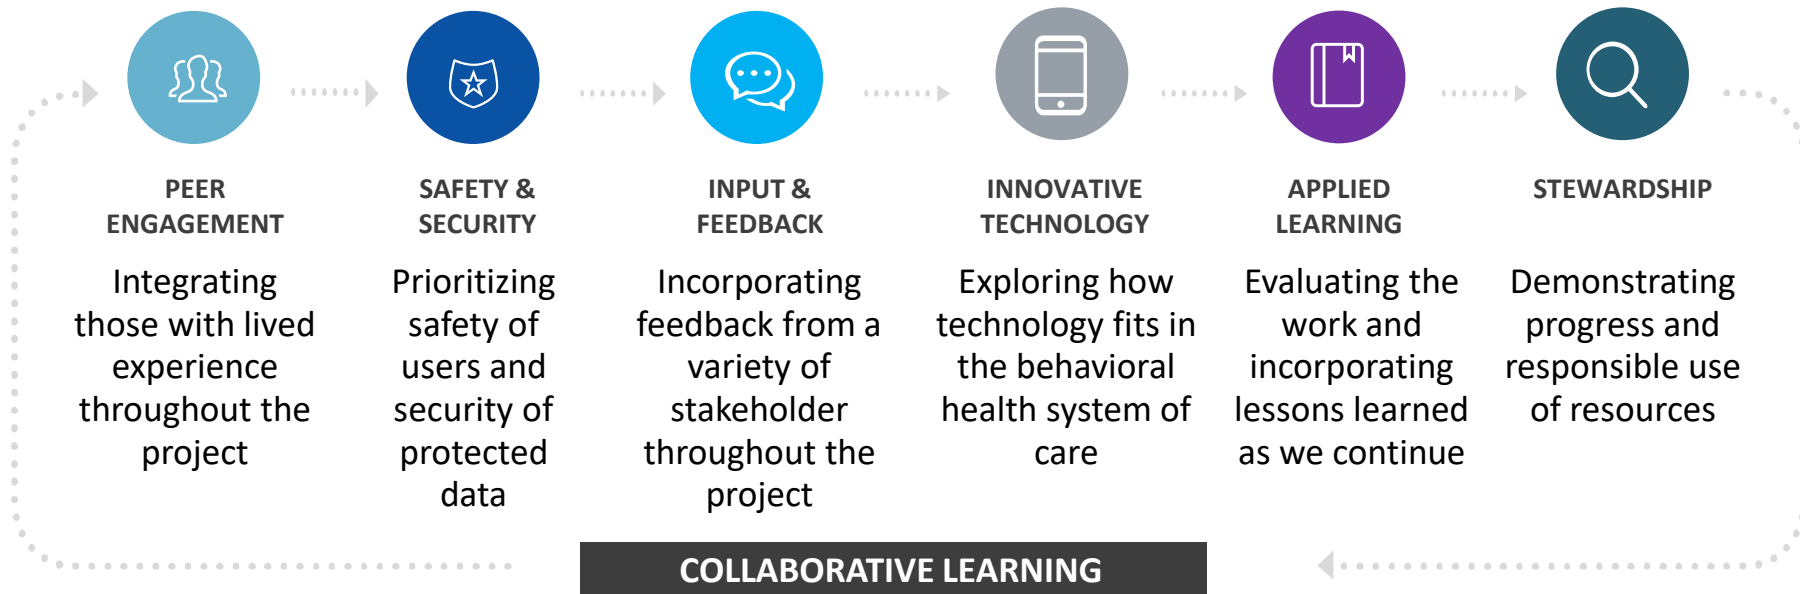 PEER
ENGAGEMENT
Integrating
those with lived
experience
throughout the
project
SAFETY &
SECURITY
Prioritizing
safety of
users and
security of
protected
data
INPUT &
FEEDBACK
Incorporating
feedback from a
variety of
stakeholder
throughout the
project
INNOVATIVE
TECHNOLOGY
Exploring how
technology fits in
the behavioral
health system of
care
APPLIED
LEARNING
Evaluating the
work and
incorporating
lessons learned
as we continue
STEWARDSHIP
Demonstrating
progress and
responsible use
of resources
COLLABORATIVE LEARNING